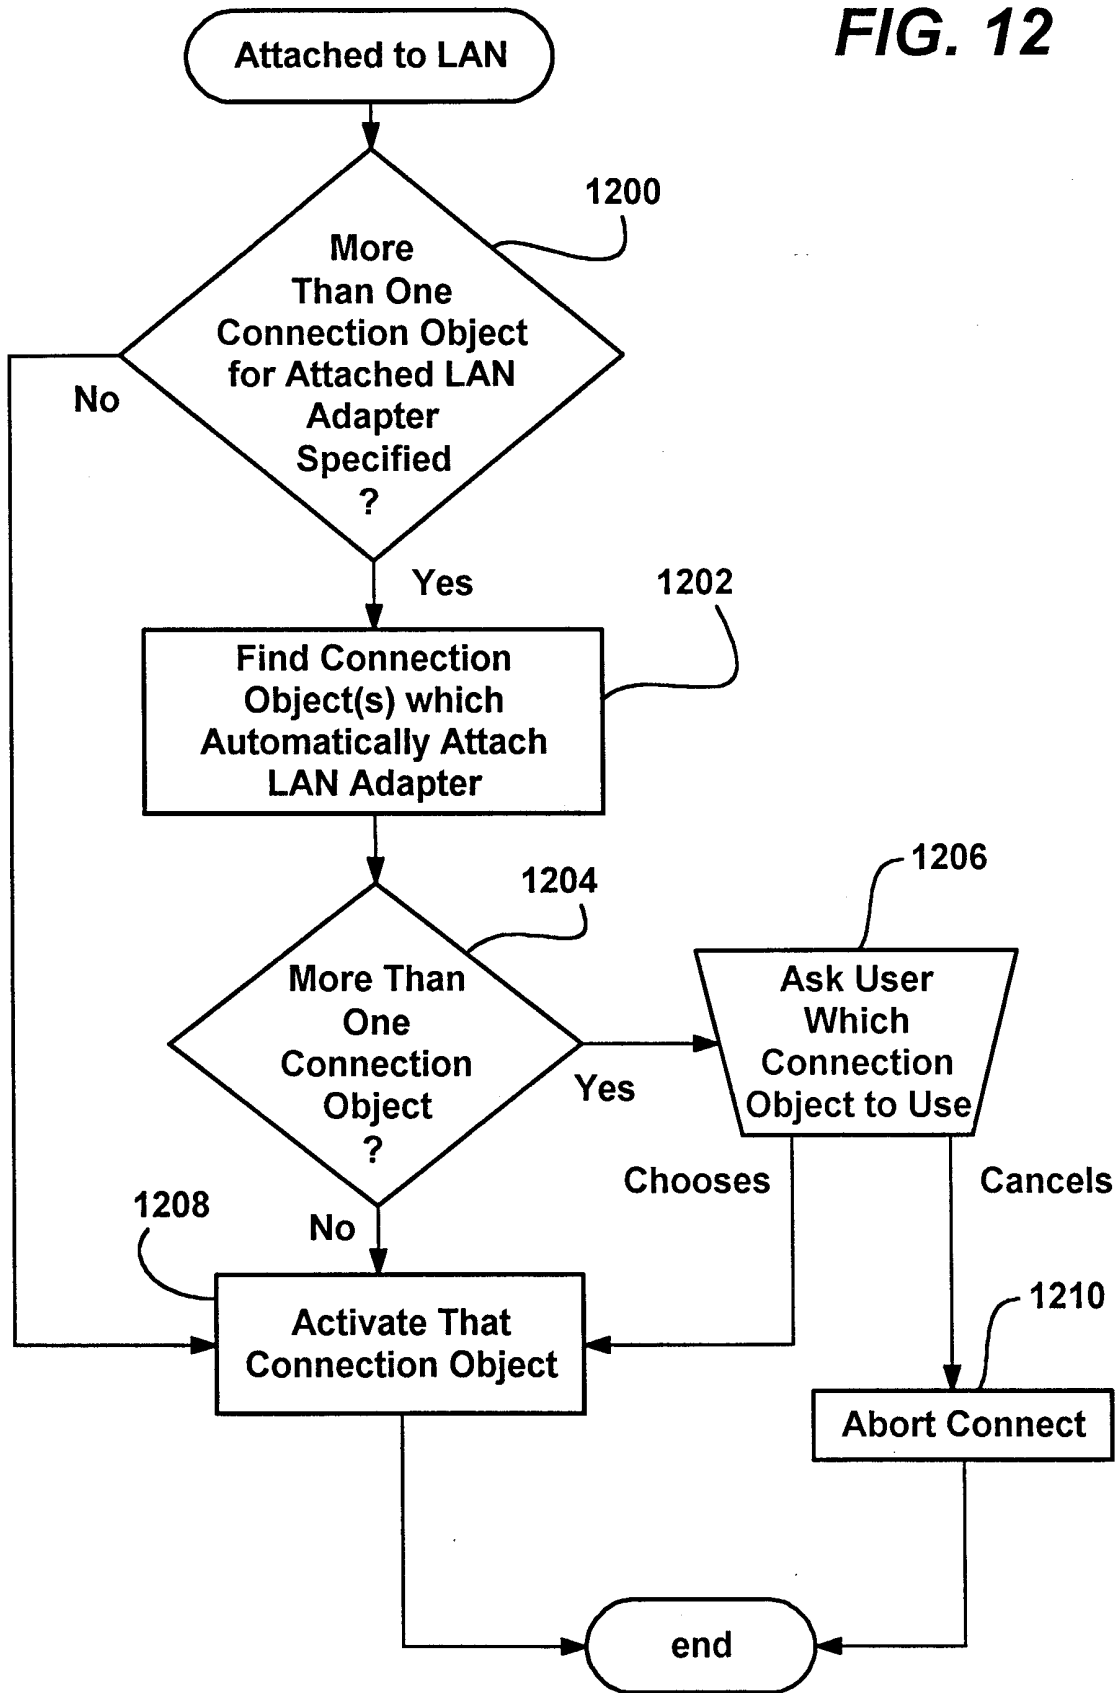 FIG. 12
Attached to LAN
1200
More
Than One
Connection Object
for Attached LAN
Adapter
Specified
?
No
Yes
1202
Find Connection
Object(s) which
Automatically Attach
LAN Adapter
1204
More Than
One
Connection
Object
?
Yes
1206
Ask User
Which
Connection
Object to Use
Chooses
Cancels
No
1208
Activate That
Connection Object
1210
Abort Connect
end